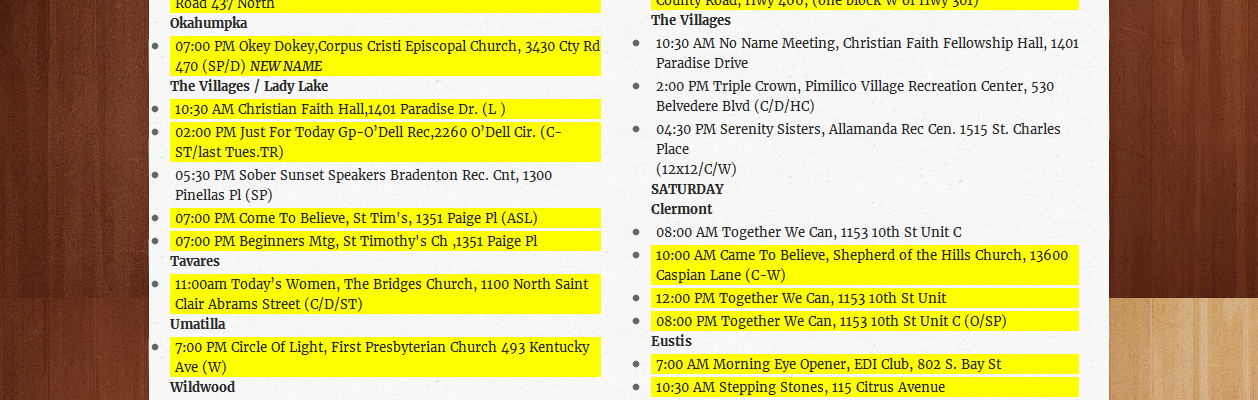 Road 437 North
Okahumpka
07:00 PM Okey Dokey,Corpus Cristi Episcopal Church, 3430 Cty Rd
470 (SP/D) NEW NAME
The Villages / Lady Lake
10:30 AM Christian Faith Hall,1401 Paradise Dr. (L )
02:00 PM Just For Today Gp-O’Dell Rec,2260 O’Dell Cir. (C-
ST/last Tues.TR)
05:30 PM Sober Sunset Speakers Bradenton Rec. Cnt, 1300
Pinellas Pl (SP)
07:00 PM Come To Believe, St Tim's, 1351 Paige Pl (ASL)
07:00 PM Beginners Mtg, St Timothy's Ch ,1351 Paige Pl
Tavares
11:00am Today’s Women, The Bridges Church, 1100 North Saint
Clair Abrams Street (C/D/ST)
Umatilla
7:00 PM Circle Of Light, First Presbyterian Church 493 Kentucky
Ave (W)
Wildwood
County Road, Hwy 466, (one block W of Hwy 301)
The Villages
10:30 AM No Name Meeting, Christian Faith Fellowship Hall, 1401
Paradise Drive
2:00 PM Triple Crown, Pimilico Village Recreation Center, 530
Belvedere Blvd (C/D/HC)
04:30 PM Serenity Sisters, Allamanda Rec Cen. 1515 St. Charles
Place
(12x12/C/W)
SATURDAY
Clermont
08:00 AM Together We Can, 1153 10th St Unit C
10:00 AM Came To Believe, Shepherd of the Hills Church, 13600
Caspian Lane (C-W)
12:00 PM Together We Can, 1153 10th St Unit
08:00 PM Together We Can, 1153 10th St Unit C (O/SP)
Eustis
7:00 AM Morning Eye Opener, EDI Club, 802 S. Bay St
10:30 AM Stepping Stones, 115 Citrus Avenue